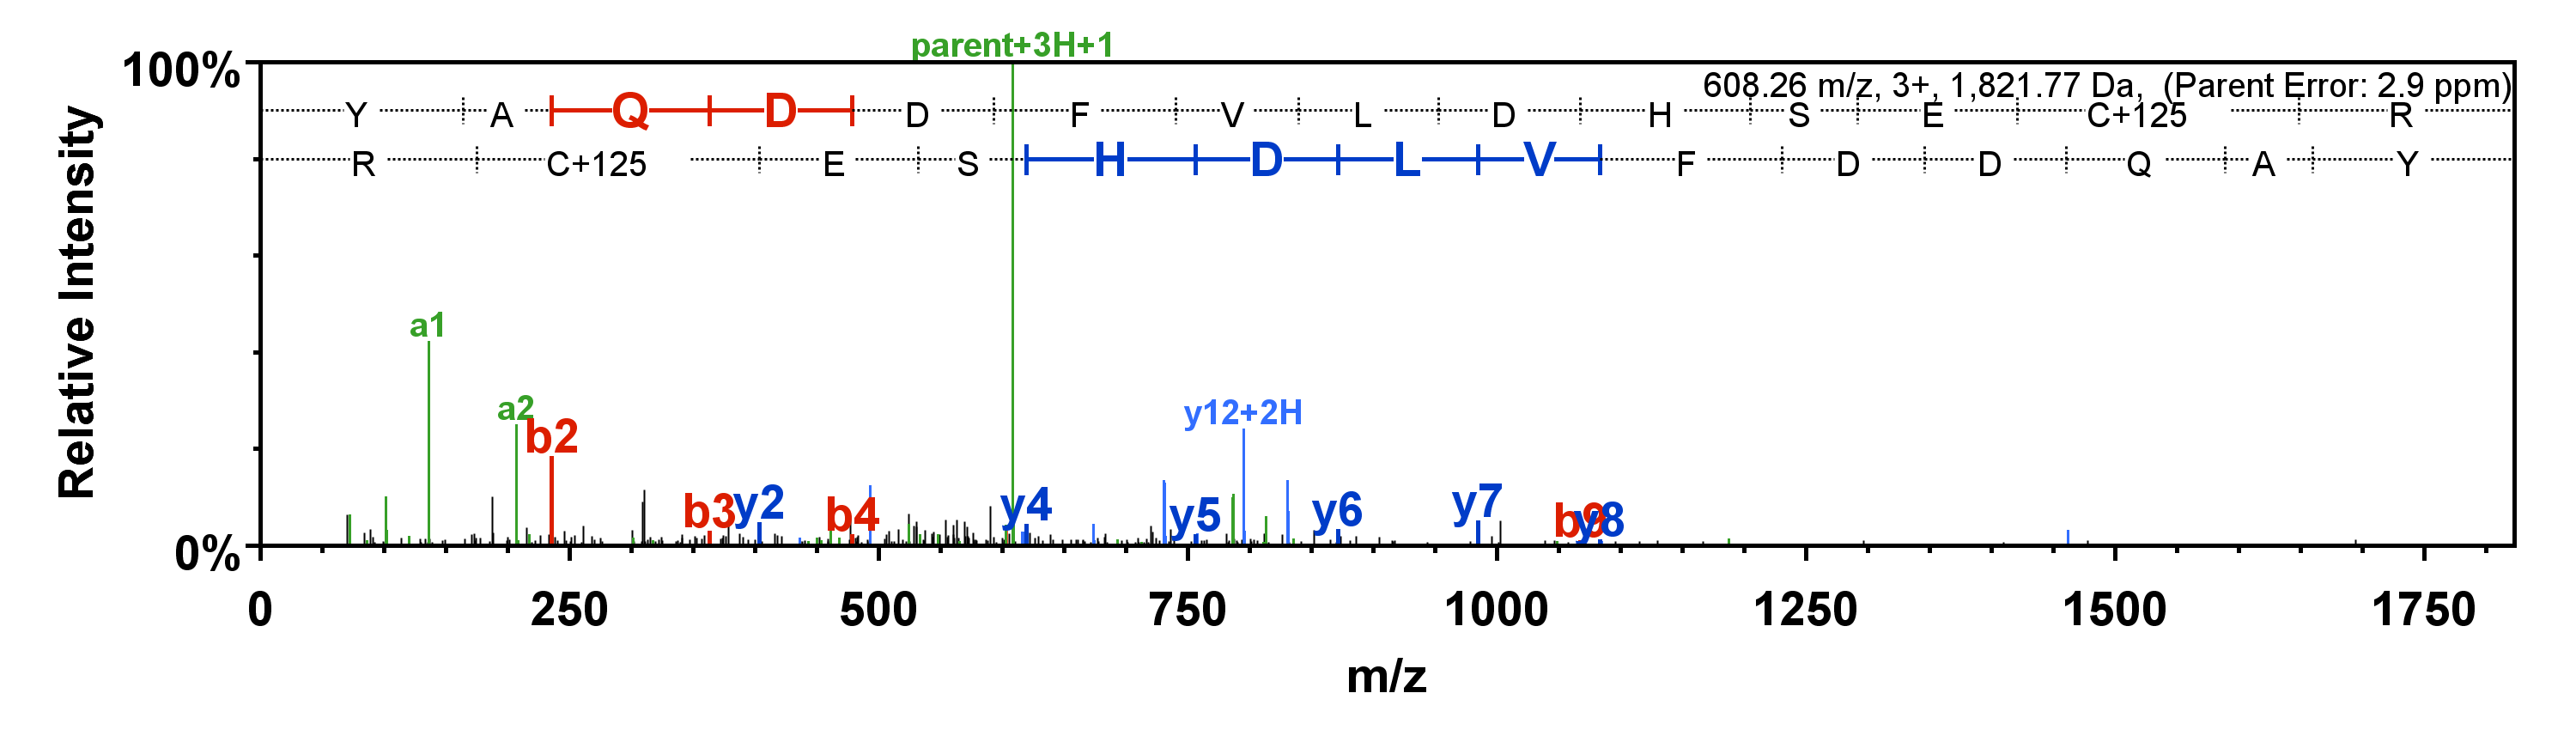 parent+3H+1
100%
608.26 m/z, 3+, 1,821.77 Da, (Parent Error: 2.9 ppm)
Y A Q D D F V L D H S E C+125 R
R C+125 E S H D L V F D D Q A Y
Relative Intensity
a1
a2
b2
y12+2H
b3
y2
b4
y4
y5
y6
y7
b9
y8
0%
0 250 500 750 1000 1250 1500 1750
m/z